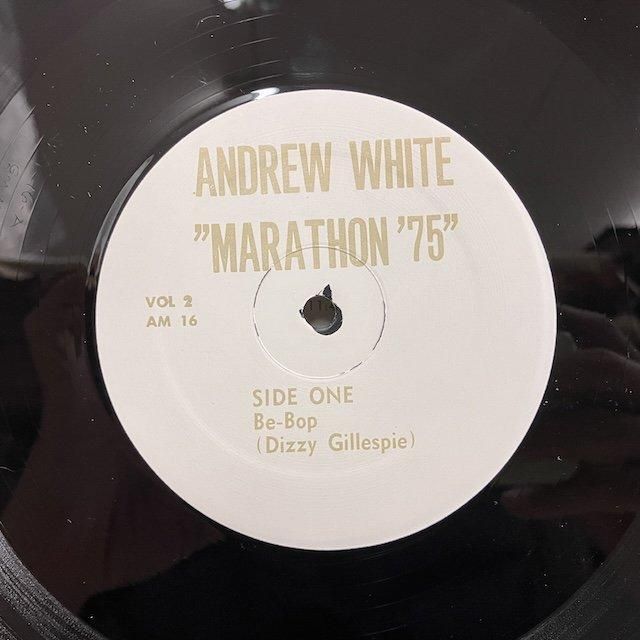 ANDREW WHITE
"MARATHON '75"
VOL 2
AM 16
SIDE ONE
Be-Bop
(Dizzy Gillespie)